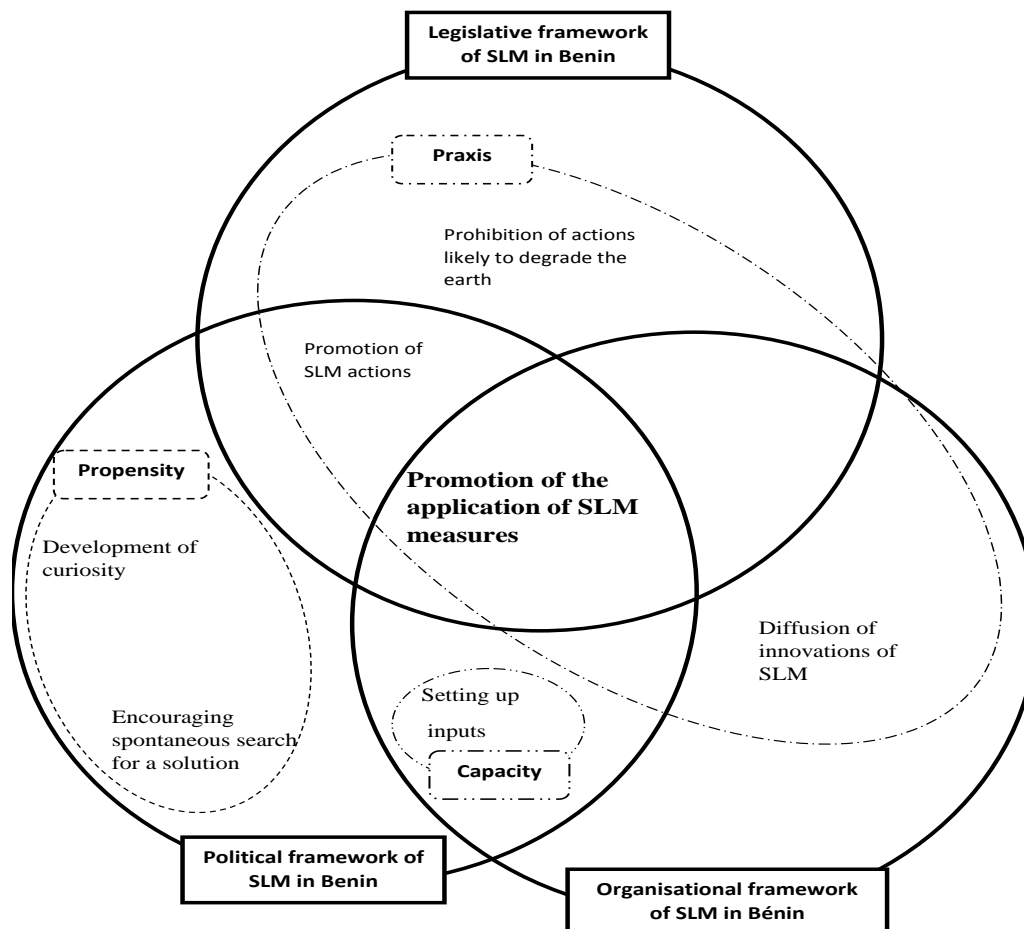 Legislative framework
of SLM in Benin
Praxis
Prohibition of actions
likely to degrade the
earth
Promotion of
SLM actions
Propensity
Promotion of the
application of SLM
measures
Development of
curiosity
Diffusion of
innovations of
SLM
Setting up
inputs
Encouraging
spontaneous search
for a solution
Capacity
Political framework of
SLM in Benin
Organisational framework
of SLM in Bénin